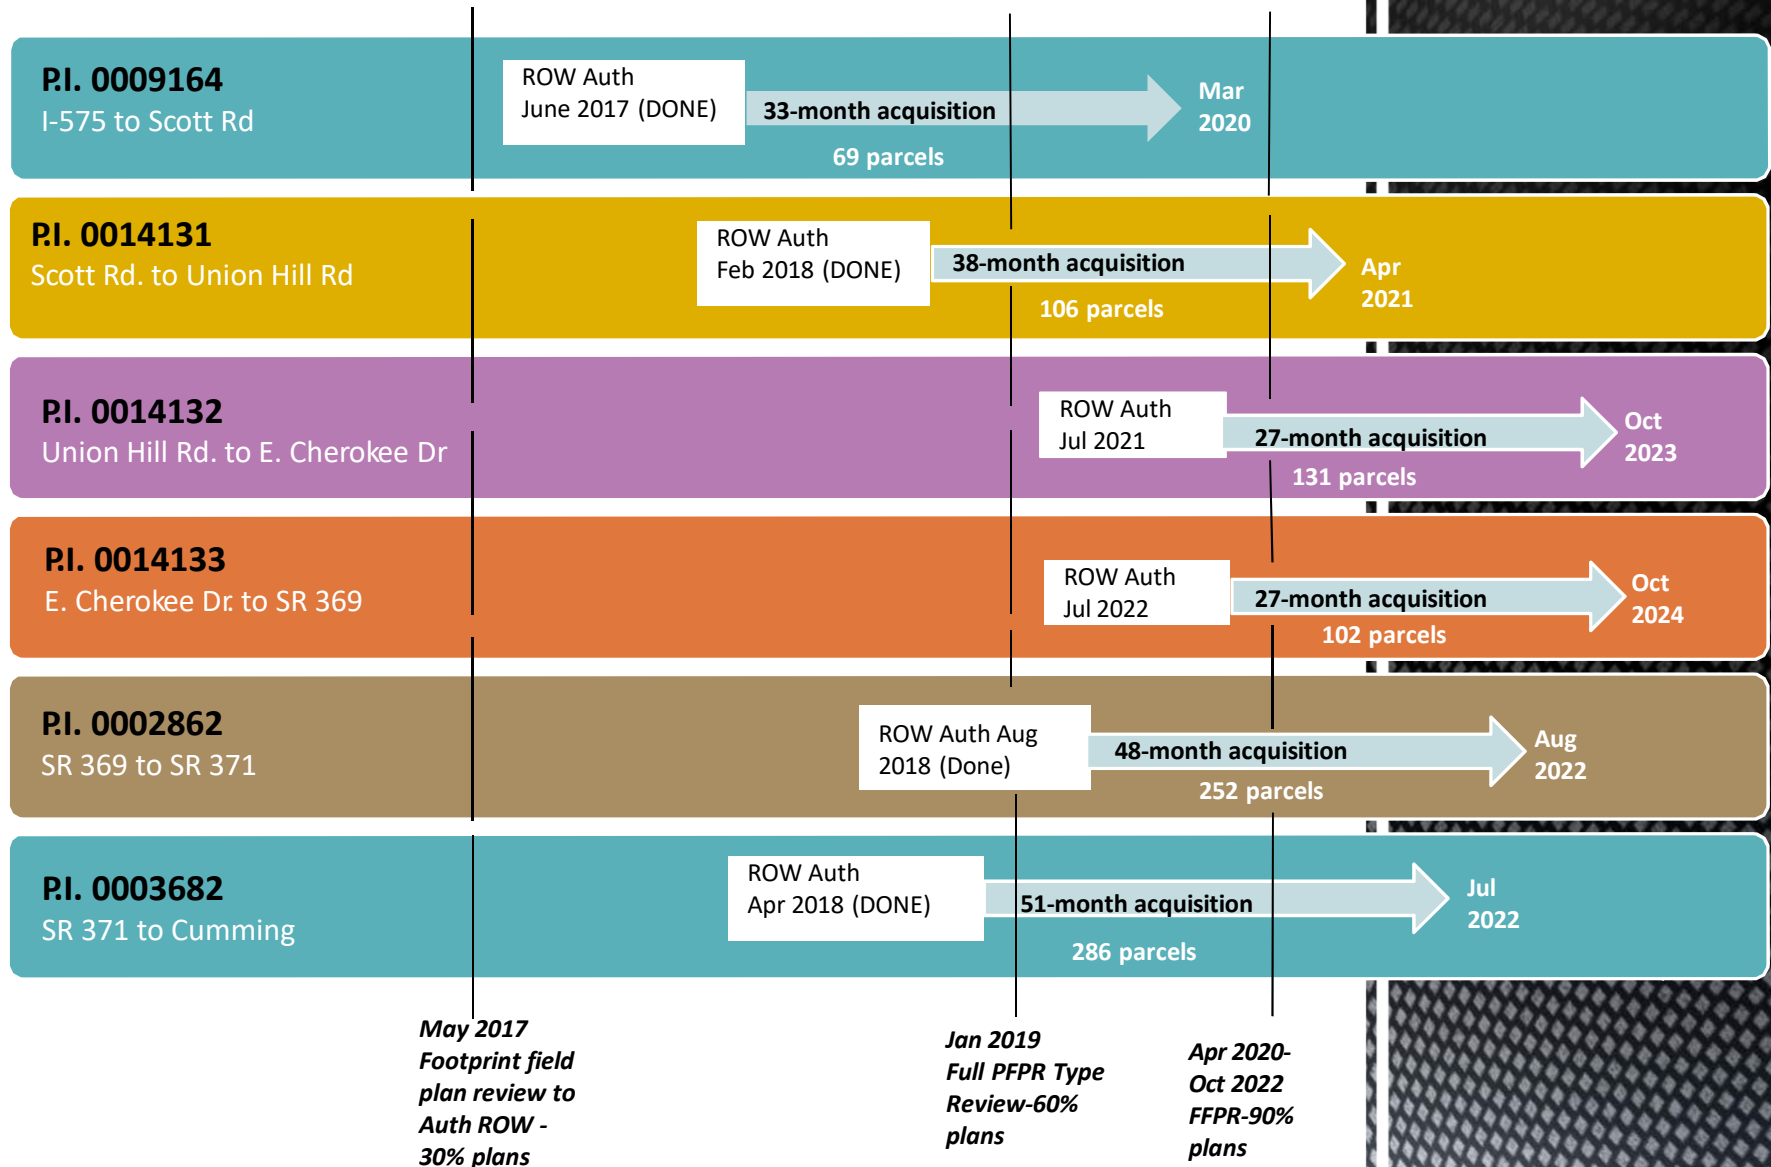 P.I. 0009164
I-575 to Scott Rd
ROW Auth
June 2017 (DONE)
33-month acquisition
69 parcels
Mar
2020
P.I. 0014131
Scott Rd. to Union Hill Rd
ROW Auth
Feb 2018 (DONE)
38-month acquisition
106 parcels
Apr
2021
P.I. 0014132
Union Hill Rd. to E. Cherokee Dr
ROW Auth
Jul 2021
27-month acquisition
131 parcels
Oct
2023
P.I. 0014133
E. Cherokee Dr. to SR 369
ROW Auth
Jul 2022
27-month acquisition
102 parcels
Oct
2024
P.I. 0002862
SR 369 to SR 371
ROW Auth Aug
2018 (Done)
48-month acquisition
252 parcels
Aug
2022
P.I. 0003682
SR 371 to Cumming
ROW Auth
Apr 2018 (DONE)
51-month acquisition
286 parcels
Jul
2022
May 2017
Footprint field
plan review to
Auth ROW -
30% plans
Jan 2019
Full PFPR Type
Review-60%
plans
Apr 2020-
Oct 2022
FFPR-90%
plans